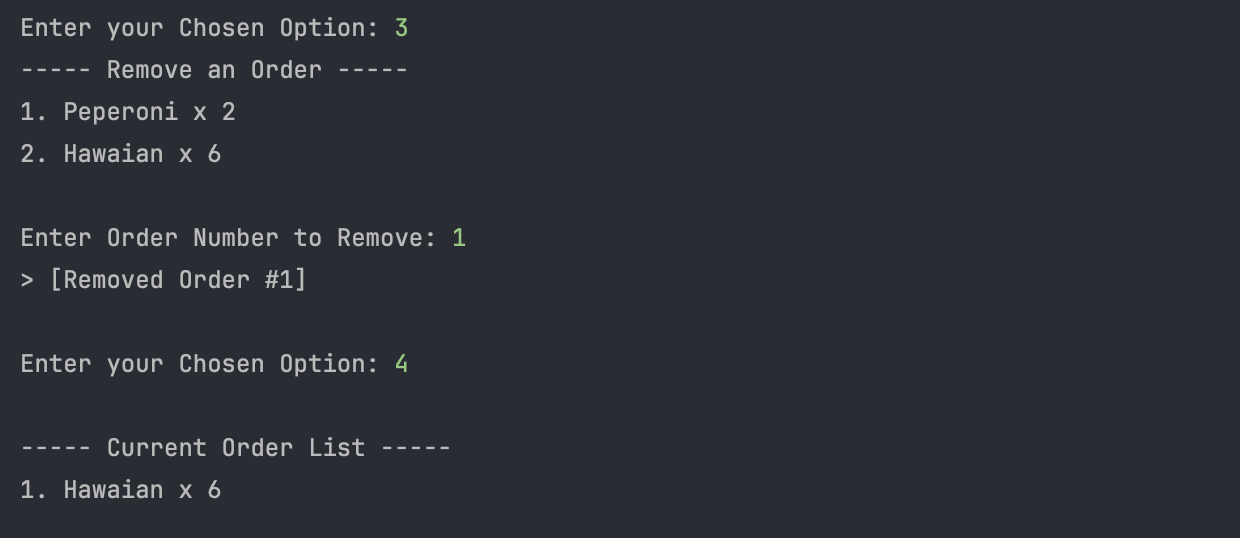 Enter your Chosen Option: 3
----- Remove an Order -----
1. Peperoni x 2
2. Hawaian x 6
Enter Order Number to Remove: 1
> [Removed Order #1]
Enter your Chosen Option: 4
----- Current Order List -----
1. Hawaian x 6